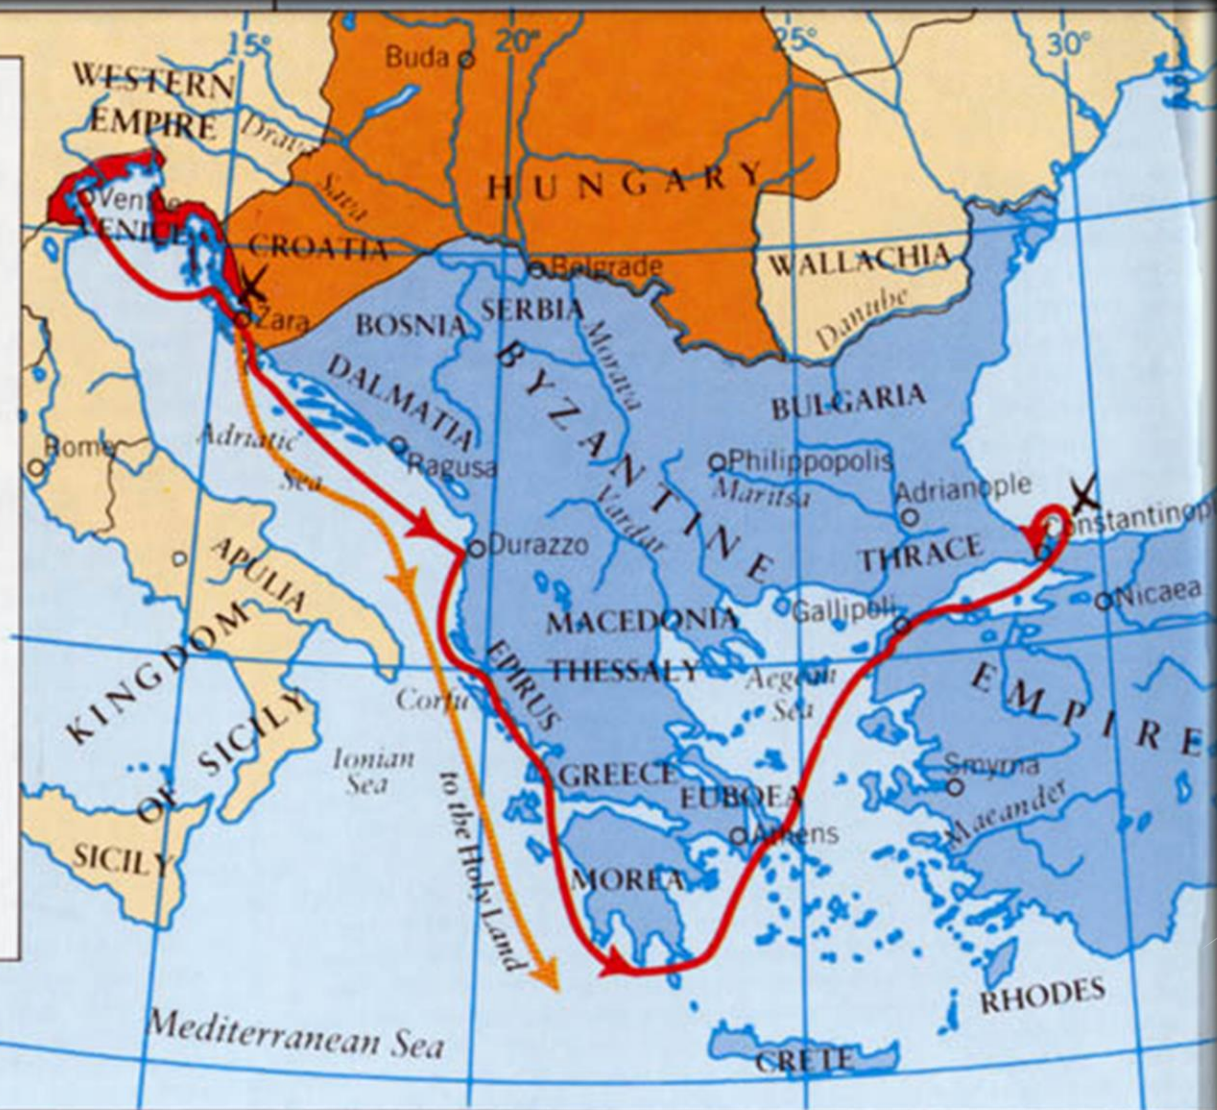 15°
20°
25°
30°
Buda
WESTERN
EMPIRE
Drava
Sava
HUNGARY
Venice
VENICE
CROATIA
Belgrade
WALLACHIA
Danube
Zara
BOSNIA
SERBIA
Morava
DALMATIA
BYZANTINE
BULGARIA
Rome
Adriatic
Sea
Ragusa
Philippopolis
Maritsa
Adrianople
Constantinopl
Vardar
THRACE
Durazzo
APULIA
Gallipoli
Nicaea
MACEDONIA
KINGDOM
OF
SICILY
EPIRUS
THESSALY
Aegean
Sea
EMPIRE
Corfu
Ionian
Sea
to the Holy Land
GREECE
EUBOEA
Smyrna
Maeander
Athens
SICILY
MOREA
RHODES
Mediterranean Sea
CRETE